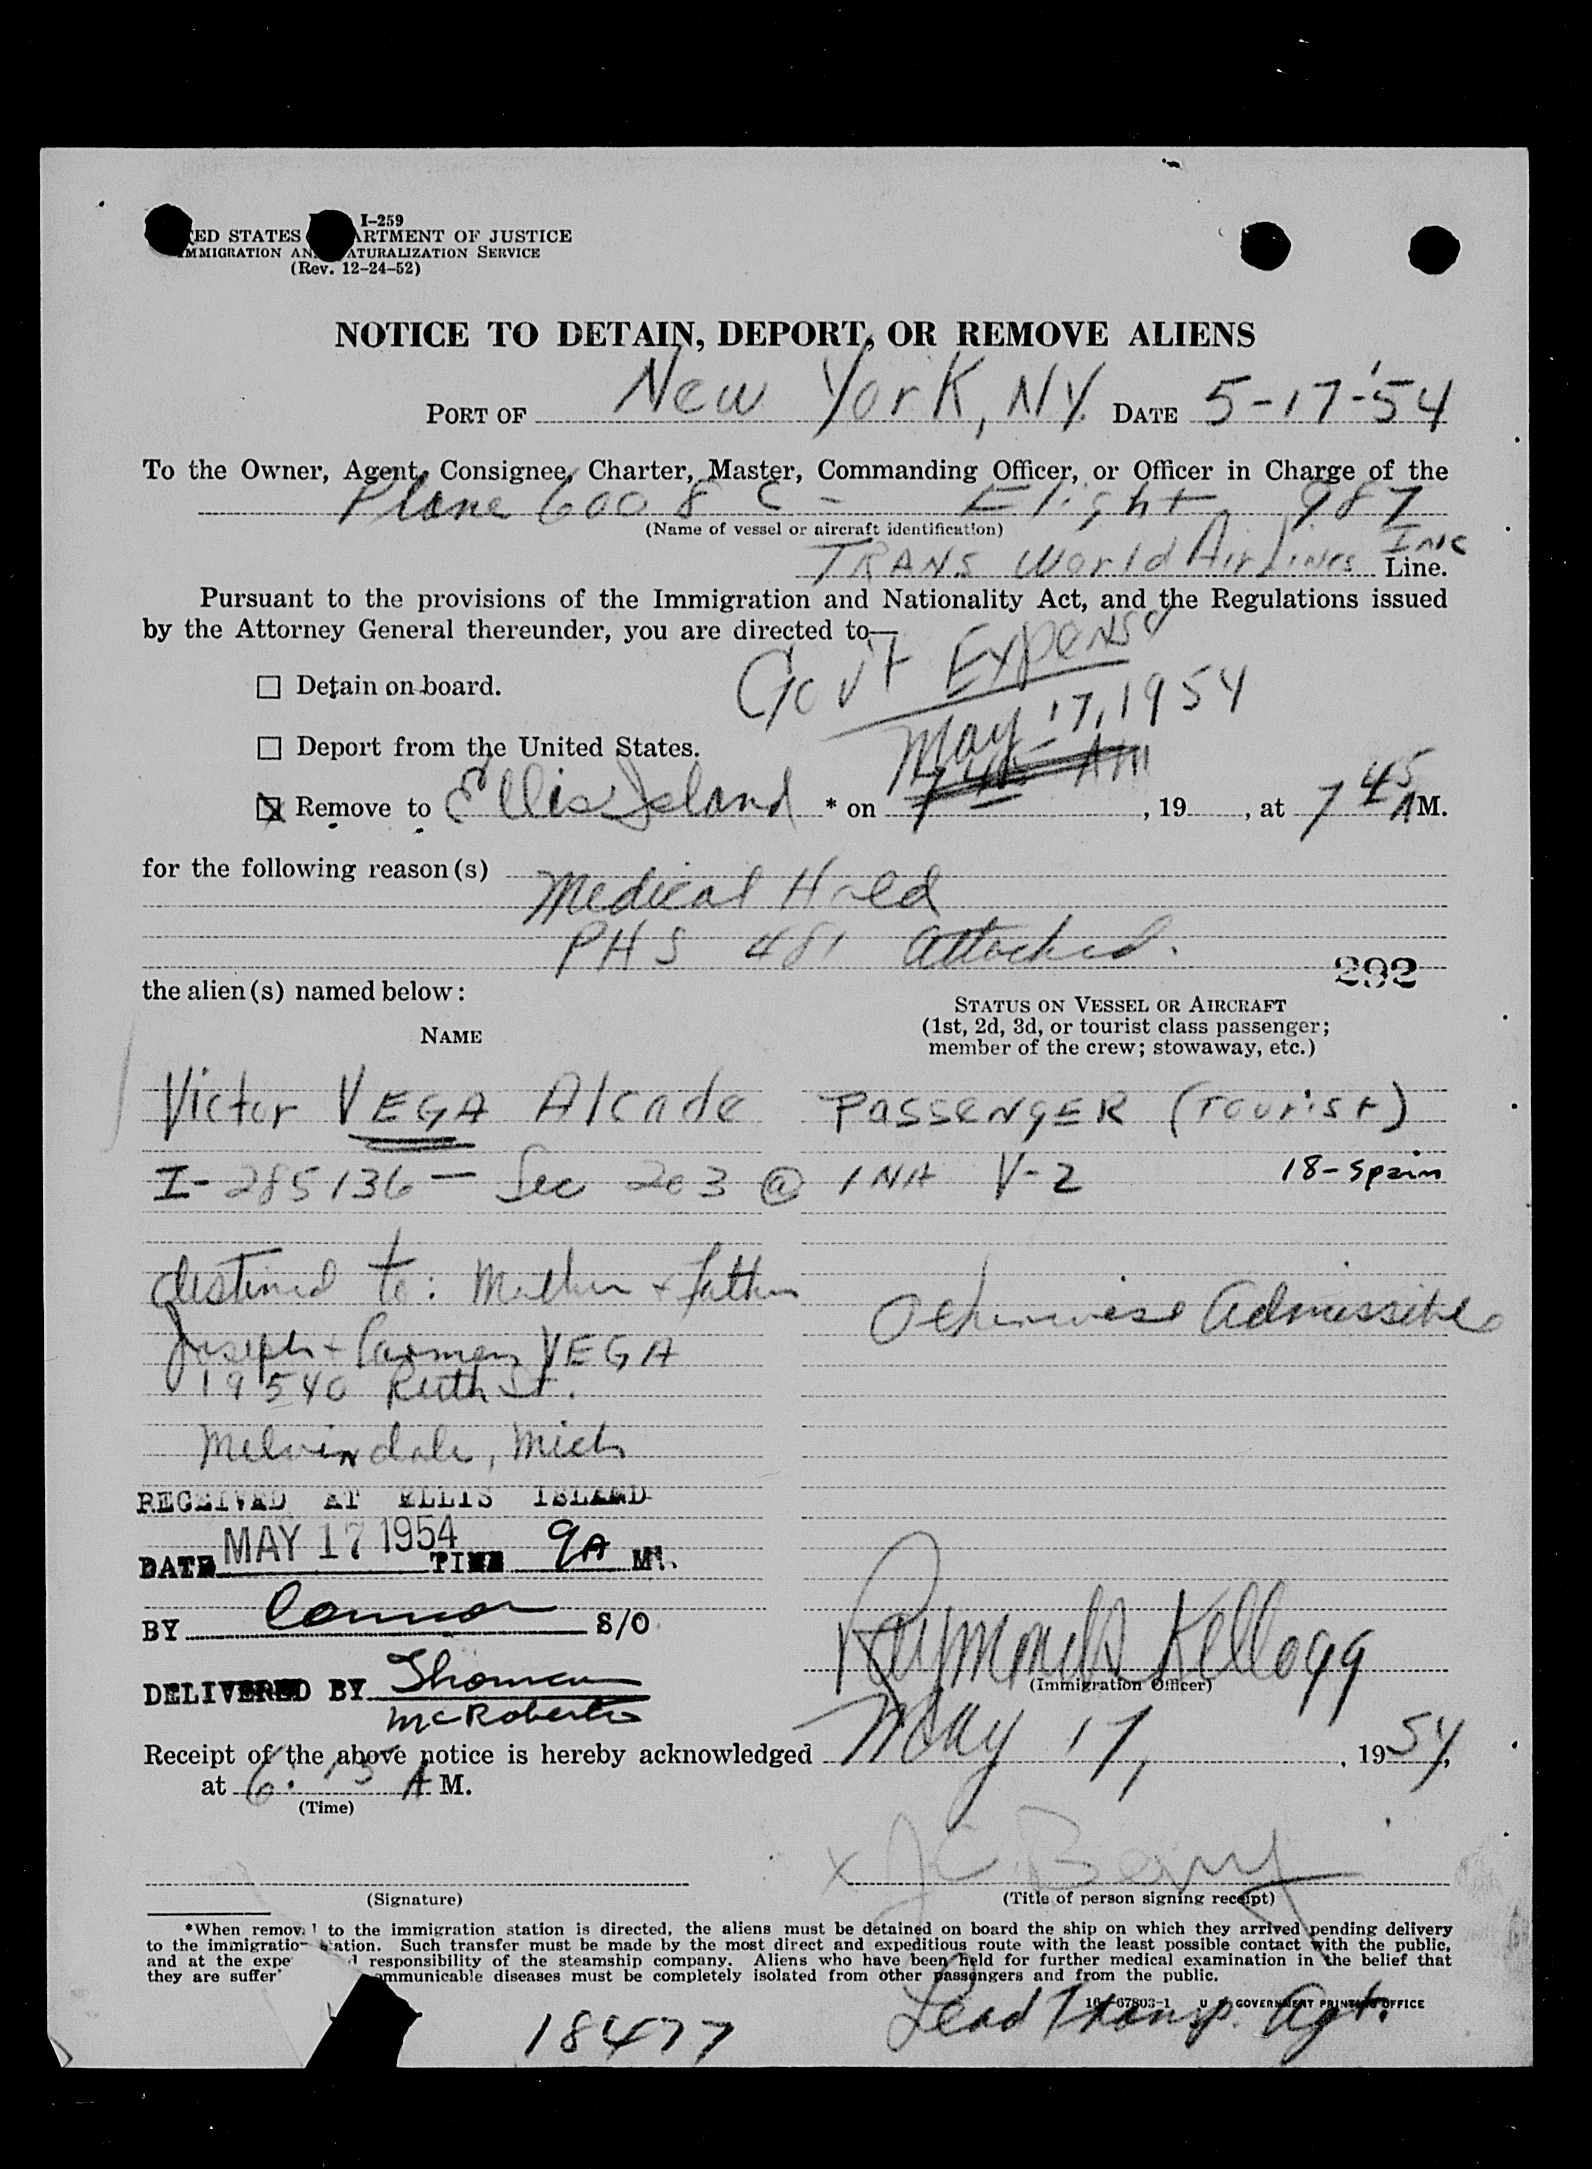 I-259
ED STATES ARTMENT OF JUSTICE
MMIGRATION AN ATURALIZATION SERVICE
(Rev. 12-24-52)
NOTICE TO DETAIN, DEPORT, OR REMOVE ALIENS
PORT OF New York, NY. DATE 5-17-'54
To the Owner, Agent, Consignee, Charter, Master, Commanding Officer, or Officer in Charge of the
Plane 6008 C - Flight 987
(Name of vessel or aircraft identification)
TRANS World AirLines Inc Line.
Pursuant to the provisions of the Immigration and Nationality Act, and the Regulations issued
by the Attorney General thereunder, you are directed to—
Gov't Expense
☐ Detain on board.
May 17, 1954
☐ Deport from the United States.
☒ Remove to Ellis Island * on , 19 , at 7 45 AM.
for the following reason(s)
Medical Hold
PHS 481 Attached.
292
the alien(s) named below:
NAME
STATUS ON VESSEL OR AIRCRAFT
(1st, 2d, 3d, or tourist class passenger;
member of the crew; stowaway, etc.)
Victor VEGA Alcade PASSENGER (Tourist)
I-285136 — Sec 203 @ INA V-2 18-Spain
destined to: Mother + father
Otherwise Admissible
Joseph + Carmen VEGA
19540 Ruth St.
Melvindale, Mich
RECEIVED AT ELLIS ISLAND
DATE MAY 17 1954 TIME 9A M.
BY Connor S/O
Raymond Kellogg
(Immigration Officer)
DELIVERED BY Thomson
McRoberts
Receipt of the above notice is hereby acknowledged May 17, , 1954,
at 6:15 A M.
(Time)
x J C. Berry
(Signature) (Title of person signing receipt)
*When remov to the immigration station is directed, the aliens must be detained on board the ship on which they arrived pending delivery
to the immigratio ation. Such transfer must be made by the most direct and expeditious route with the least possible contact with the public,
and at the expe responsibility of the steamship company. Aliens who have been held for further medical examination in the belief that
they are suffer ommunicable diseases must be completely isolated from other passengers and from the public.
16—67803-1 U. S. GOVERNMENT PRINTING OFFICE
Lead Transp. Agt.
18477